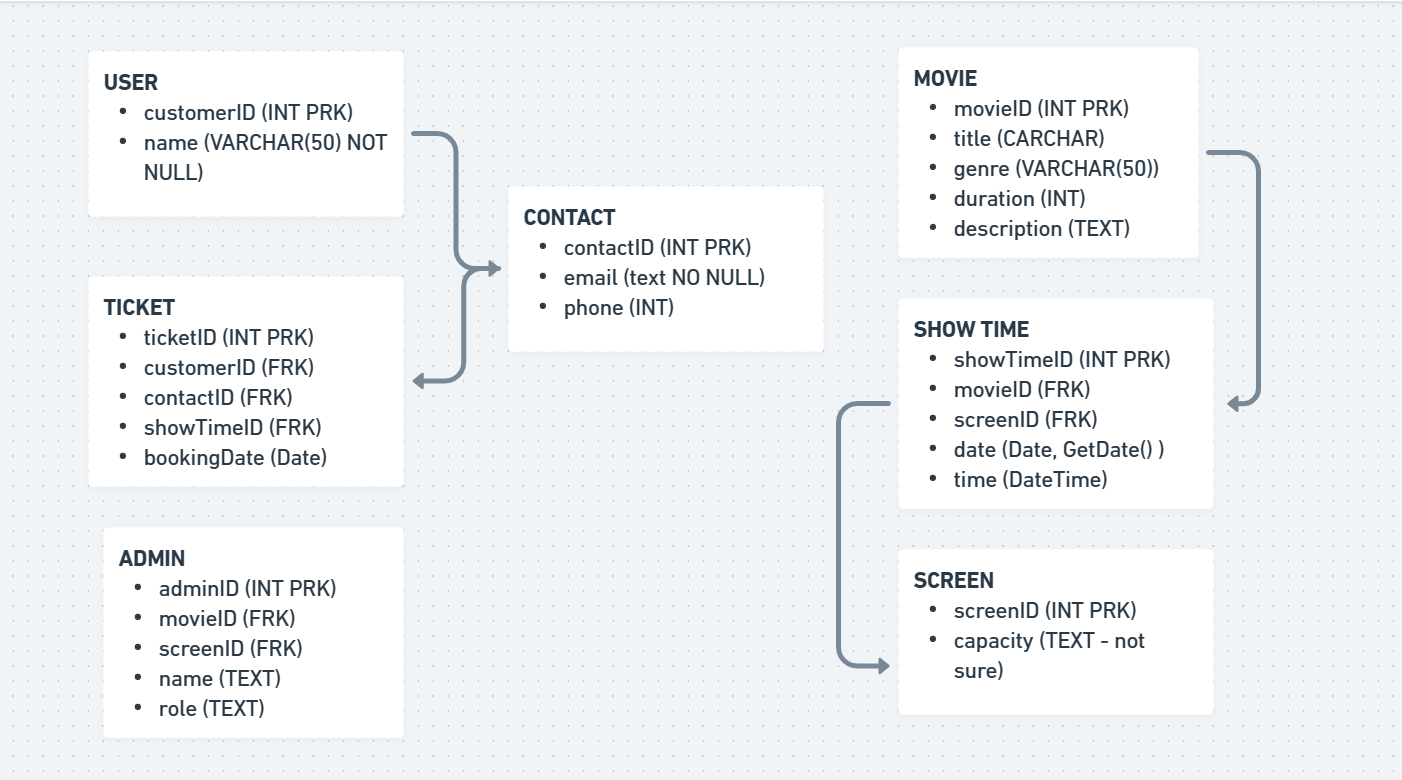 USER
• customerID (INT PRK)
• name (VARCHAR(50) NOT
NULL)
TICKET
• ticketID (INT PRK)
• customerID (FRK)
• contactID (FRK)
• showTimeID (FRK)
• bookingDate (Date)
ADMIN
• adminID (INT PRK)
• movieID (FRK)
• screenID (FRK)
• name (TEXT)
• role (TEXT)
CONTACT
• contactID (INT PRK)
• email (text NO NULL)
• phone (INT)
MOVIE
• movieID (INT PRK)
• title (CARCHAR)
• genre (VARCHAR(50))
• duration (INT)
• description (TEXT)
SHOW TIME
• showTimeID (INT PRK)
• movieID (FRK)
• screenID (FRK)
• date (Date, GetDate() )
• time (DateTime)
SCREEN
• screenID (INT PRK)
• capacity (TEXT - not
sure)